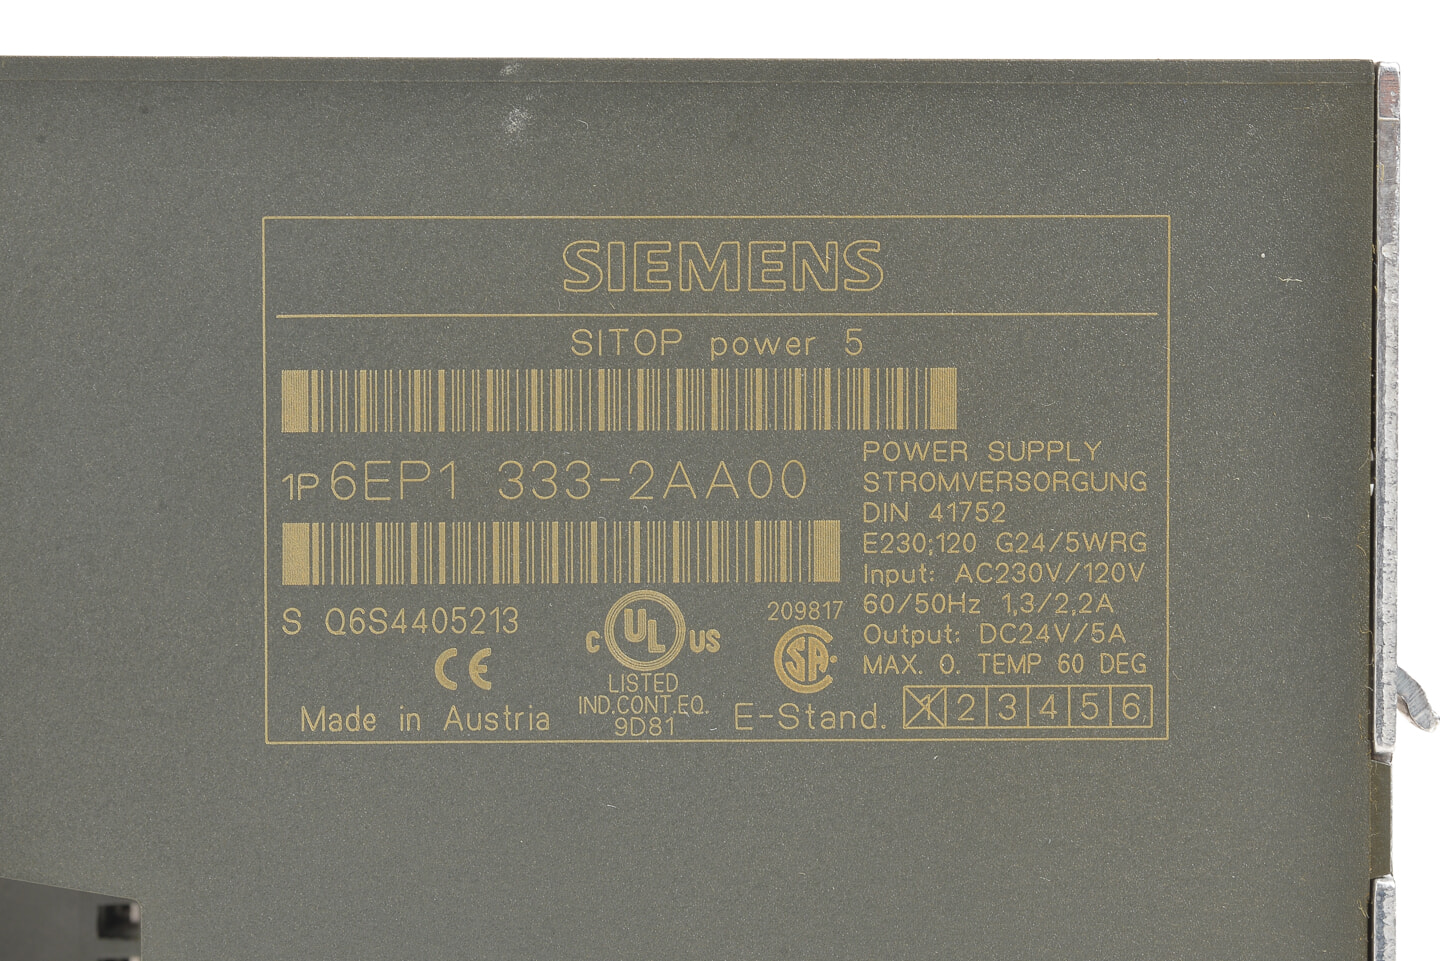 SIEMENS
SITOP power 5
1P 6EP1 333-2AA00
POWER SUPPLY
STROMVERSORGUNG
DIN 41752
E230;120 G24/5WRG
Input: AC230V/120V
60/50Hz 1,3/2,2A
Output: DC24V/5A
MAX. O. TEMP 60 DEG
S Q6S4405213
CE
C UL US
LISTED
IND.CONT.EQ.
9D81
209817
SA
Made in Austria
E-Stand. 1 2 3 4 5 6